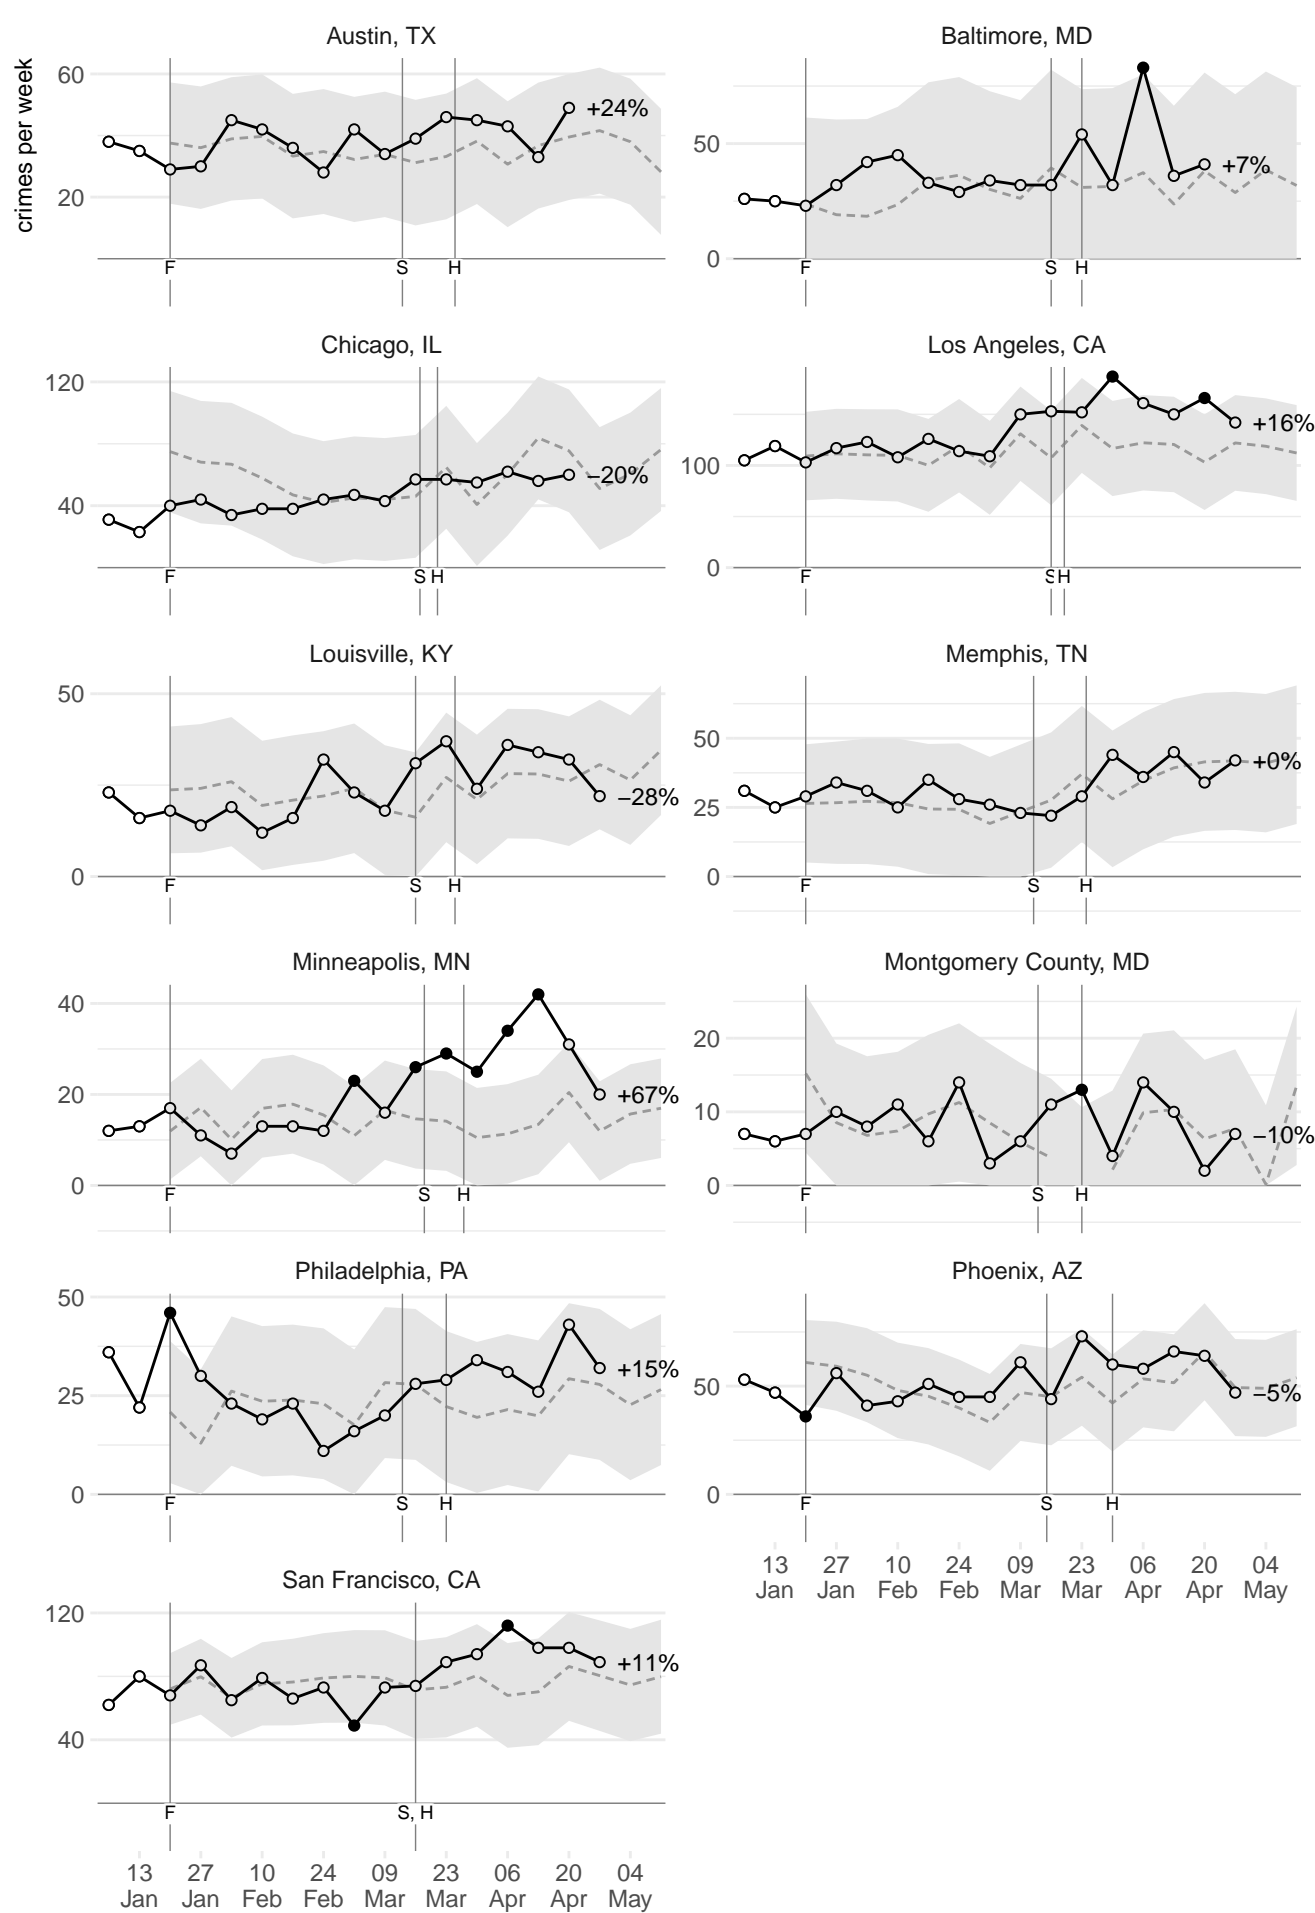 Austin, TX
crimes per week
60
20
+24%
F
S
H
Baltimore, MD
50
0
+7%
F
S
H
Chicago, IL
120
40
−20%
F
S
H
Los Angeles, CA
100
0
+16%
F
S
H
Louisville, KY
50
0
−28%
F
S
H
Memphis, TN
50
25
0
+0%
F
S
H
Minneapolis, MN
40
20
0
+67%
F
S
H
Montgomery County, MD
20
10
0
−10%
F
S
H
Philadelphia, PA
50
25
0
+15%
F
S
H
Phoenix, AZ
50
0
−5%
F
S
H
13 27 10 24 09 23 06 20 04
Jan Jan Feb Feb Mar Mar Apr Apr May
San Francisco, CA
120
40
+11%
F
S, H
13 27 10 24 09 23 06 20 04
Jan Jan Feb Feb Mar Mar Apr Apr May